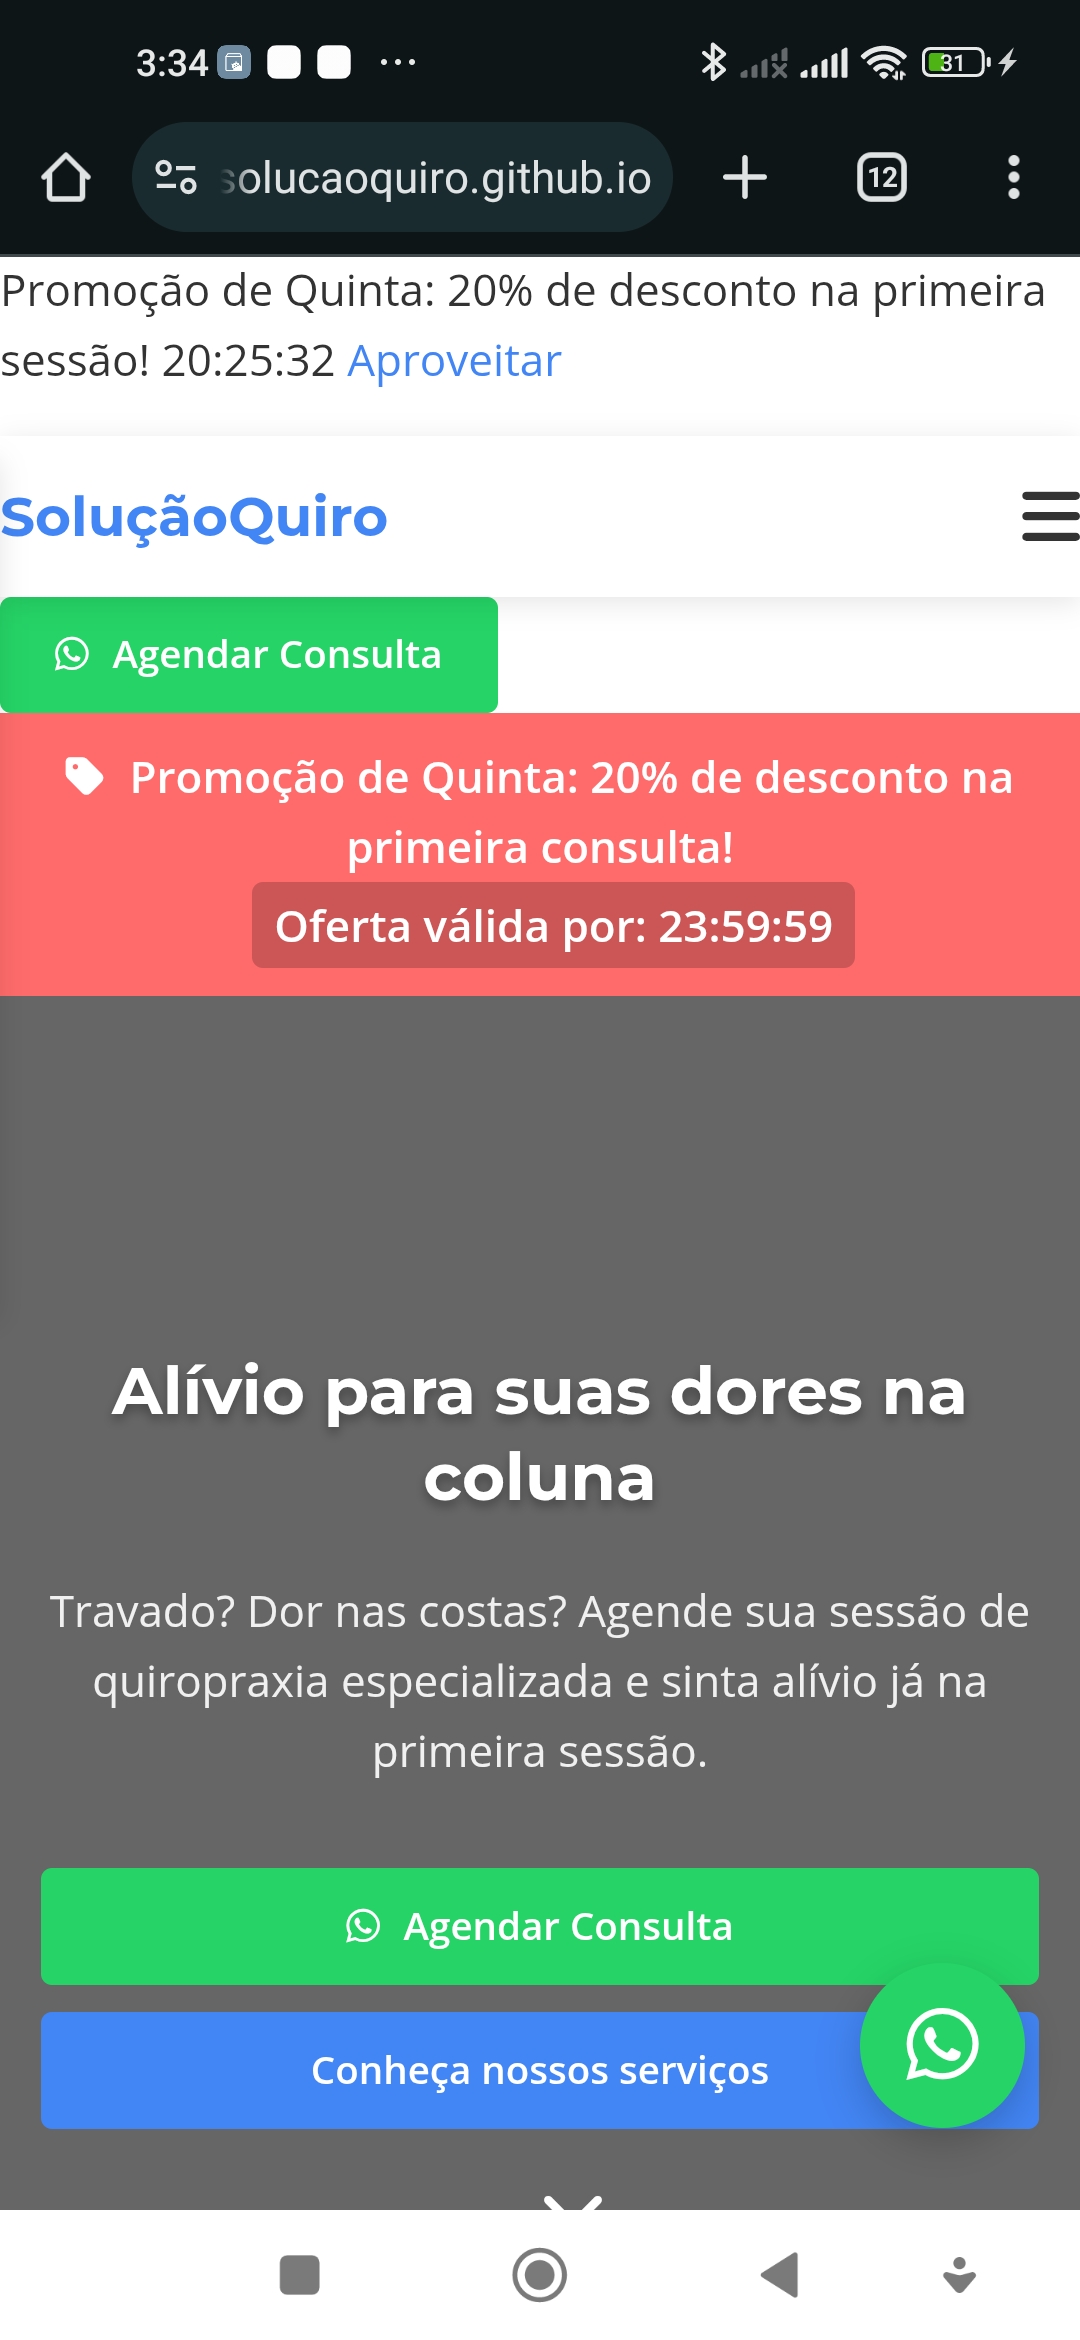 3:34
31
solucaoquiro.github.io
12
Promoção de Quinta: 20% de desconto na primeira
sessão! 20:25:32 Aproveitar
SoluçãoQuiro
Agendar Consulta
Promoção de Quinta: 20% de desconto na
primeira consulta!
Oferta válida por: 23:59:59
Alívio para suas dores na
coluna
Travado? Dor nas costas? Agende sua sessão de
quiropraxia especializada e sinta alívio já na
primeira sessão.
Agendar Consulta
Conheça nossos serviços